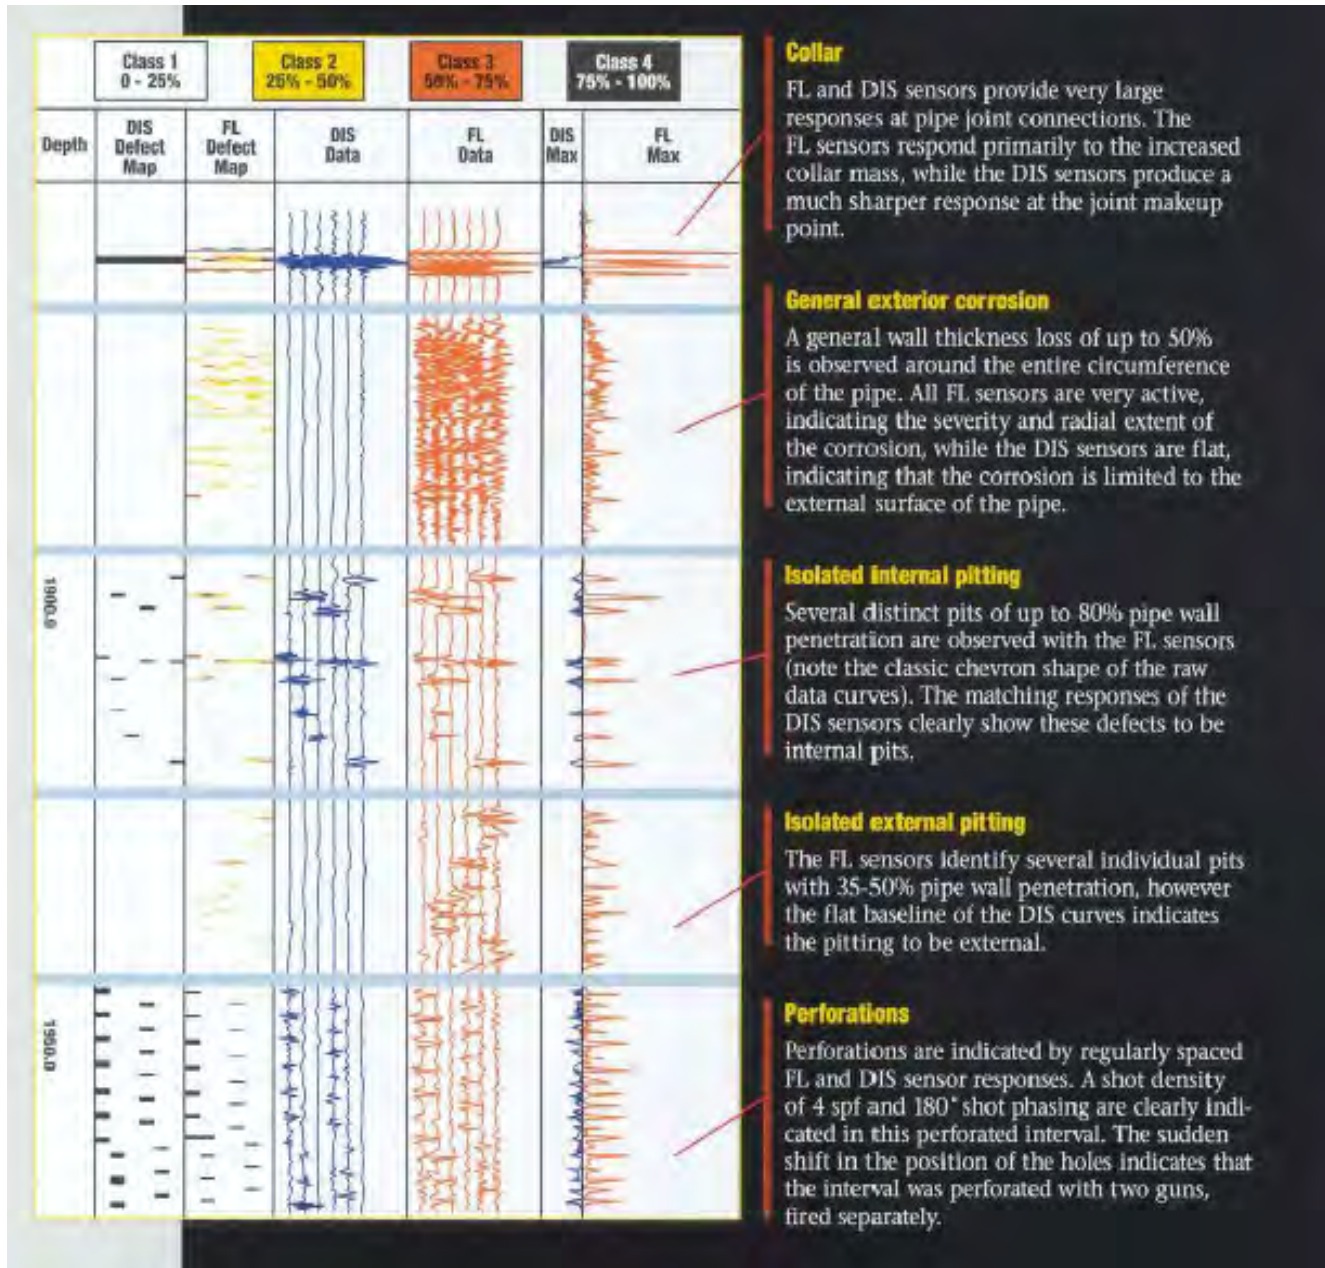 Class 1
0 - 25%
Class 2
25% - 50%
Class 3
50% - 75%
Class 4
75% - 100%
Depth
DIS
Defect
Map
FL
Defect
Map
DIS
Data
FL
Data
DIS
Max
FL
Max
1900.0
1950.0
Collar
FL and DIS sensors provide very large
responses at pipe joint connections. The
FL sensors respond primarily to the increased
collar mass, while the DIS sensors produce a
much sharper response at the joint makeup
point.
General exterior corrosion
A general wall thickness loss of up to 50%
is observed around the entire circumference
of the pipe. All FL sensors are very active,
indicating the severity and radial extent of
the corrosion, while the DIS sensors are flat,
indicating that the corrosion is limited to the
external surface of the pipe.
Isolated internal pitting
Several distinct pits of up to 80% pipe wall
penetration are observed with the FL sensors
(note the classic chevron shape of the raw
data curves). The matching responses of the
DIS sensors clearly show these defects to be
internal pits.
Isolated external pitting
The FL sensors identify several individual pits
with 35-50% pipe wall penetration, however
the flat baseline of the DIS curves indicates
the pitting to be external.
Perforations
Perforations are indicated by regularly spaced
FL and DIS sensor responses. A shot density
of 4 spf and 180° shot phasing are clearly indi-
cated in this perforated interval. The sudden
shift in the position of the holes indicates that
the interval was perforated with two guns,
fired separately.